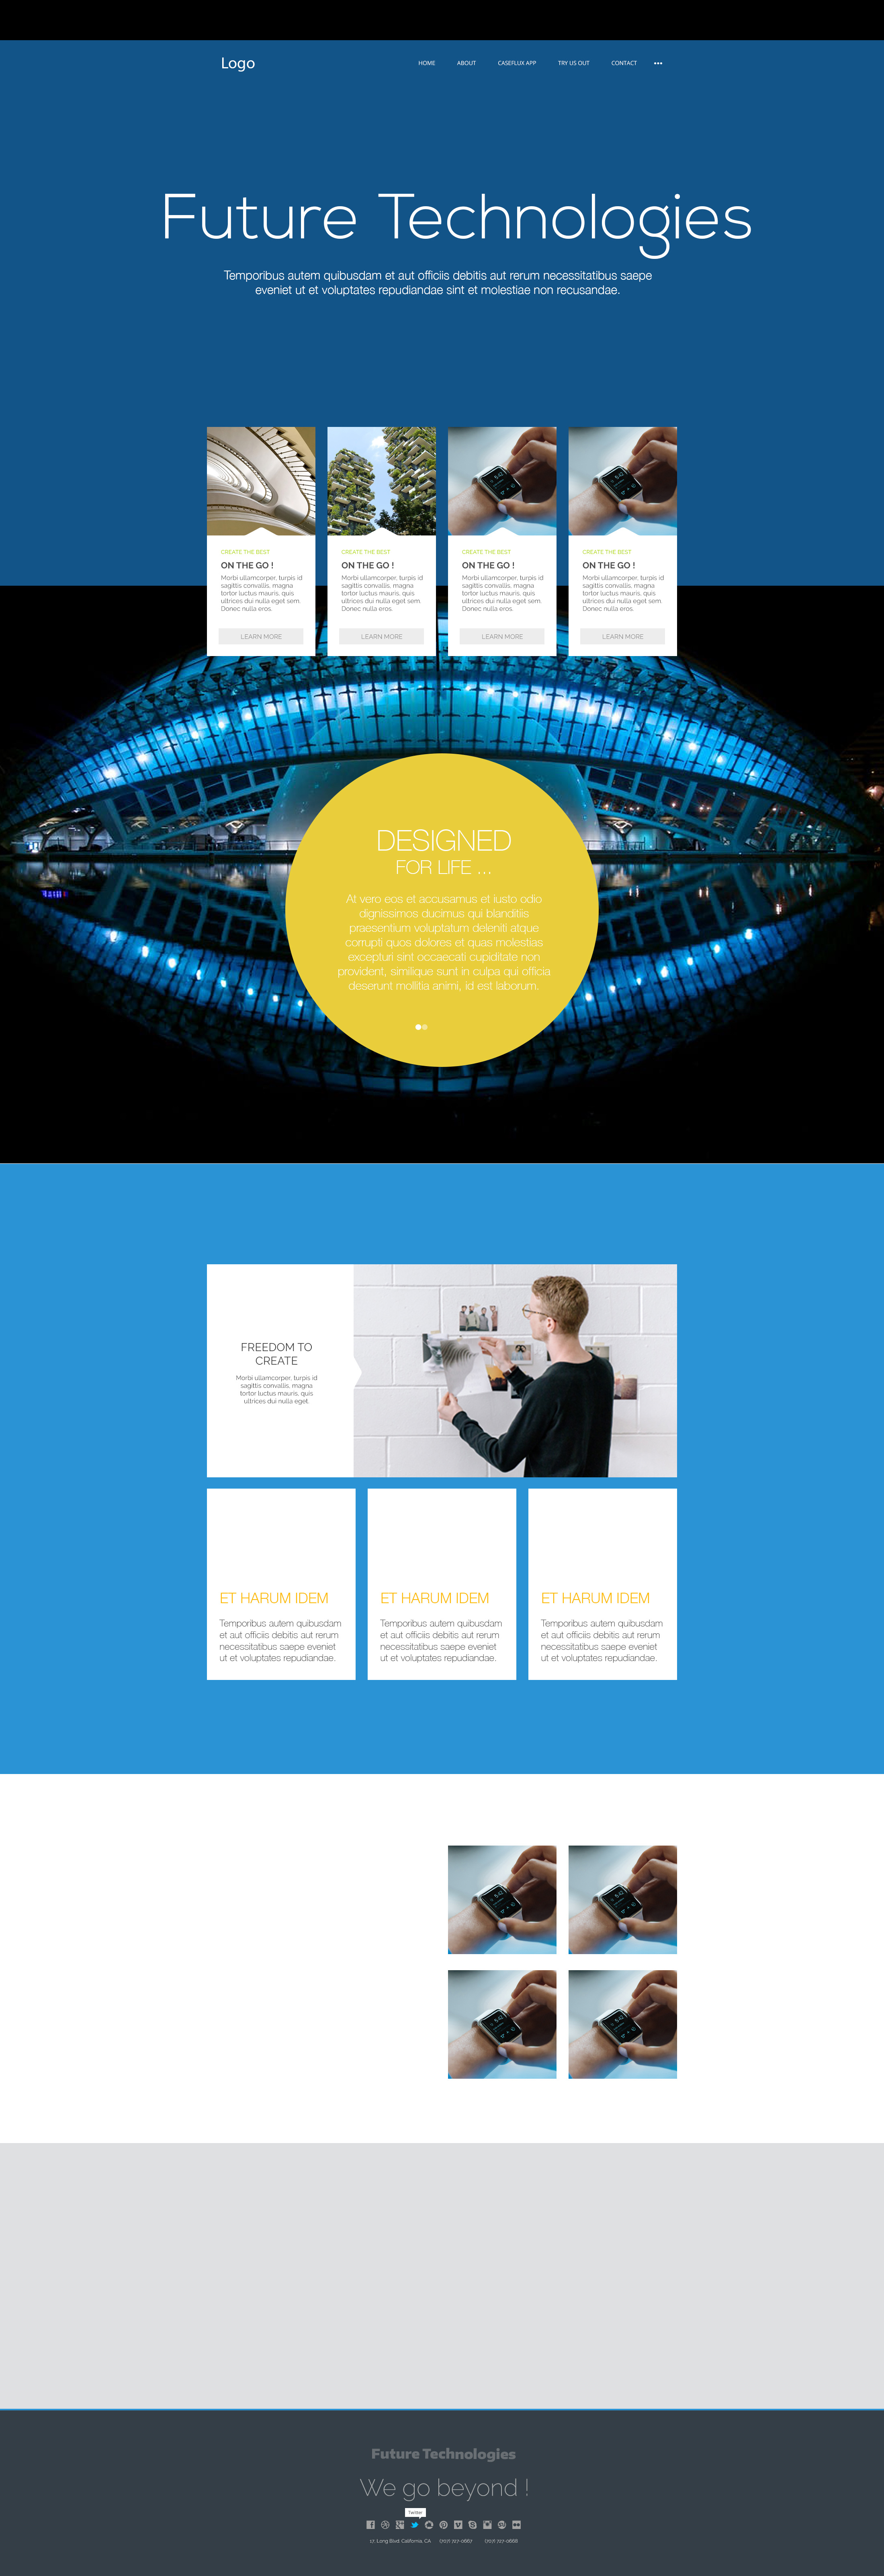 Logo
HOME ABOUT CASEFLUX APP TRY US OUT CONTACT
Future Technologies
Temporibus autem quibusdam et aut officiis debitis aut rerum necessitatibus saepe
eveniet ut et voluptates repudiandae sint et molestiae non recusandae.
CREATE THE BEST
ON THE GO !
Morbi ullamcorper, turpis id
sagittis convallis, magna
tortor luctus mauris, quis
ultrices dui nulla eget sem.
Donec nulla eros.
LEARN MORE
CREATE THE BEST
ON THE GO !
Morbi ullamcorper, turpis id
sagittis convallis, magna
tortor luctus mauris, quis
ultrices dui nulla eget sem.
Donec nulla eros.
LEARN MORE
CREATE THE BEST
ON THE GO !
Morbi ullamcorper, turpis id
sagittis convallis, magna
tortor luctus mauris, quis
ultrices dui nulla eget sem.
Donec nulla eros.
LEARN MORE
CREATE THE BEST
ON THE GO !
Morbi ullamcorper, turpis id
sagittis convallis, magna
tortor luctus mauris, quis
ultrices dui nulla eget sem.
Donec nulla eros.
LEARN MORE
DESIGNED
FOR LIFE ...
At vero eos et accusamus et iusto odio
dignissimos ducimus qui blanditiis
praesentium voluptatum deleniti atque
corrupti quos dolores et quas molestias
excepturi sint occaecati cupiditate non
provident, similique sunt in culpa qui officia
deserunt mollitia animi, id est laborum.
FREEDOM TO
CREATE
Morbi ullamcorper, turpis id
sagittis convallis, magna
tortor luctus mauris, quis
ultrices dui nulla eget.
ET HARUM IDEM
Temporibus autem quibusdam
et aut officiis debitis aut rerum
necessitatibus saepe eveniet
ut et voluptates repudiandae.
ET HARUM IDEM
Temporibus autem quibusdam
et aut officiis debitis aut rerum
necessitatibus saepe eveniet
ut et voluptates repudiandae.
ET HARUM IDEM
Temporibus autem quibusdam
et aut officiis debitis aut rerum
necessitatibus saepe eveniet
ut et voluptates repudiandae.
Future Technologies
We go beyond !
Twitter
17, Long Blvd. California, CA (707) 727-0667 (707) 727-0668